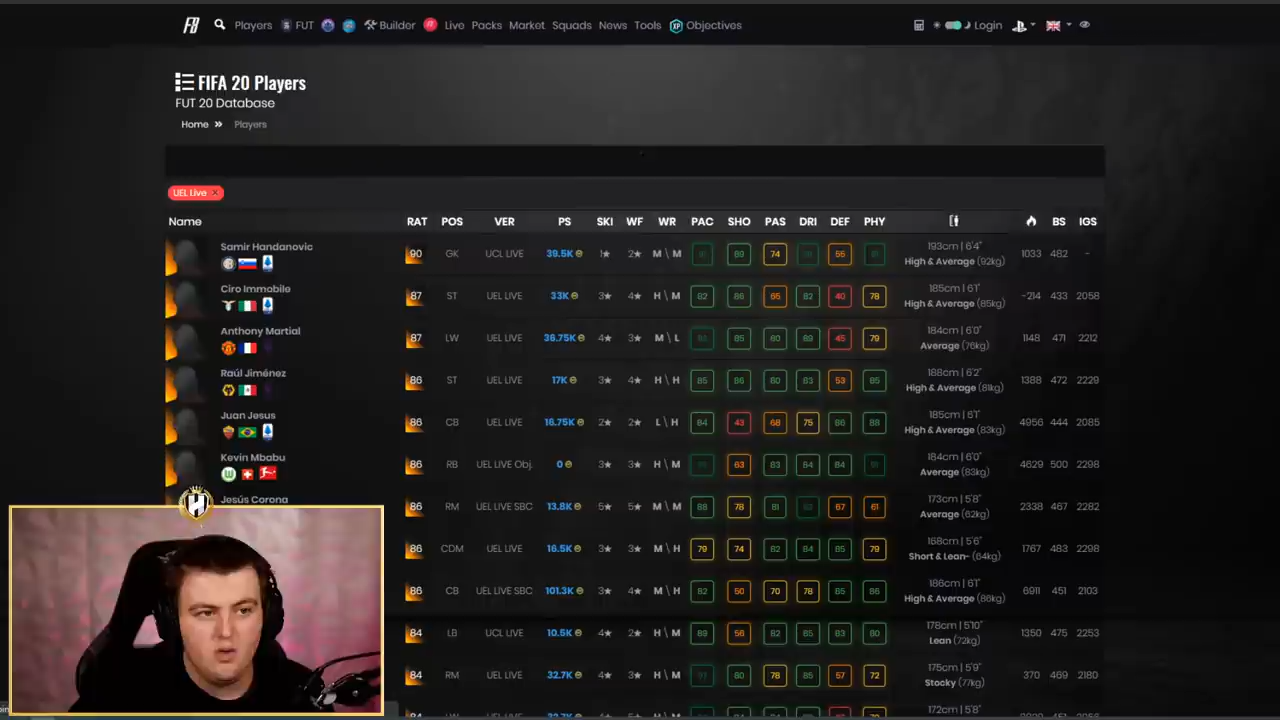 Players FUT Builder Live Packs Market Squads News Tools XP Objectives Login
FIFA 20 Players
FUT 20 Database
Home » Players
UEL Live ×
Name RAT POS VER PS SKI WF WR PAC SHO PAS DRI DEF PHY BS IGS
Samir Handanovic 90 GK UCL LIVE 39.5K 1★ 2★ M \ M 89 74 55 193cm | 6'4" High & Average (92kg) 1033 482 -
Ciro Immobile 87 ST UEL LIVE 33K 3★ 4★ H \ M 82 86 65 82 40 78 185cm | 6'1" High & Average (85kg) -214 433 2058
Anthony Martial 87 LW UEL LIVE 36.75K 4★ 3★ M \ L 85 80 89 45 79 184cm | 6'0" Average (76kg) 1148 471 2212
Raúl Jiménez 86 ST UEL LIVE 17K 3★ 4★ H \ H 85 86 80 83 53 85 188cm | 6'2" High & Average (81kg) 1388 472 2229
Juan Jesus 86 CB UEL LIVE 16.75K 2★ 2★ L \ H 84 43 68 75 86 88 185cm | 6'1" High & Average (83kg) 4956 444 2085
Kevin Mbabu 86 RB UEL LIVE Obj. 0 3★ 3★ H \ M 63 83 84 84 184cm | 6'0" Average (83kg) 4629 500 2298
Jesús Corona 86 RM UEL LIVE SBC 13.8K 5★ 5★ M \ M 88 78 81 67 61 173cm | 5'8" Average (62kg) 2338 467 2282
86 CDM UEL LIVE 16.5K 3★ 3★ M \ H 79 74 82 84 85 79 168cm | 5'6" Short & Lean- (64kg) 1767 483 2298
86 CB UEL LIVE SBC 101.3K 3★ 4★ M \ H 82 50 70 78 85 86 186cm | 6'1" High & Average (86kg) 6911 451 2103
84 LB UCL LIVE 10.5K 4★ 2★ H \ M 89 56 82 85 83 80 178cm | 5'10" Lean (72kg) 1350 475 2253
84 RM UEL LIVE 32.7K 4★ 3★ H \ M 80 78 85 57 72 175cm | 5'9" Stocky (77kg) 370 469 2180
172cm | 5'8"